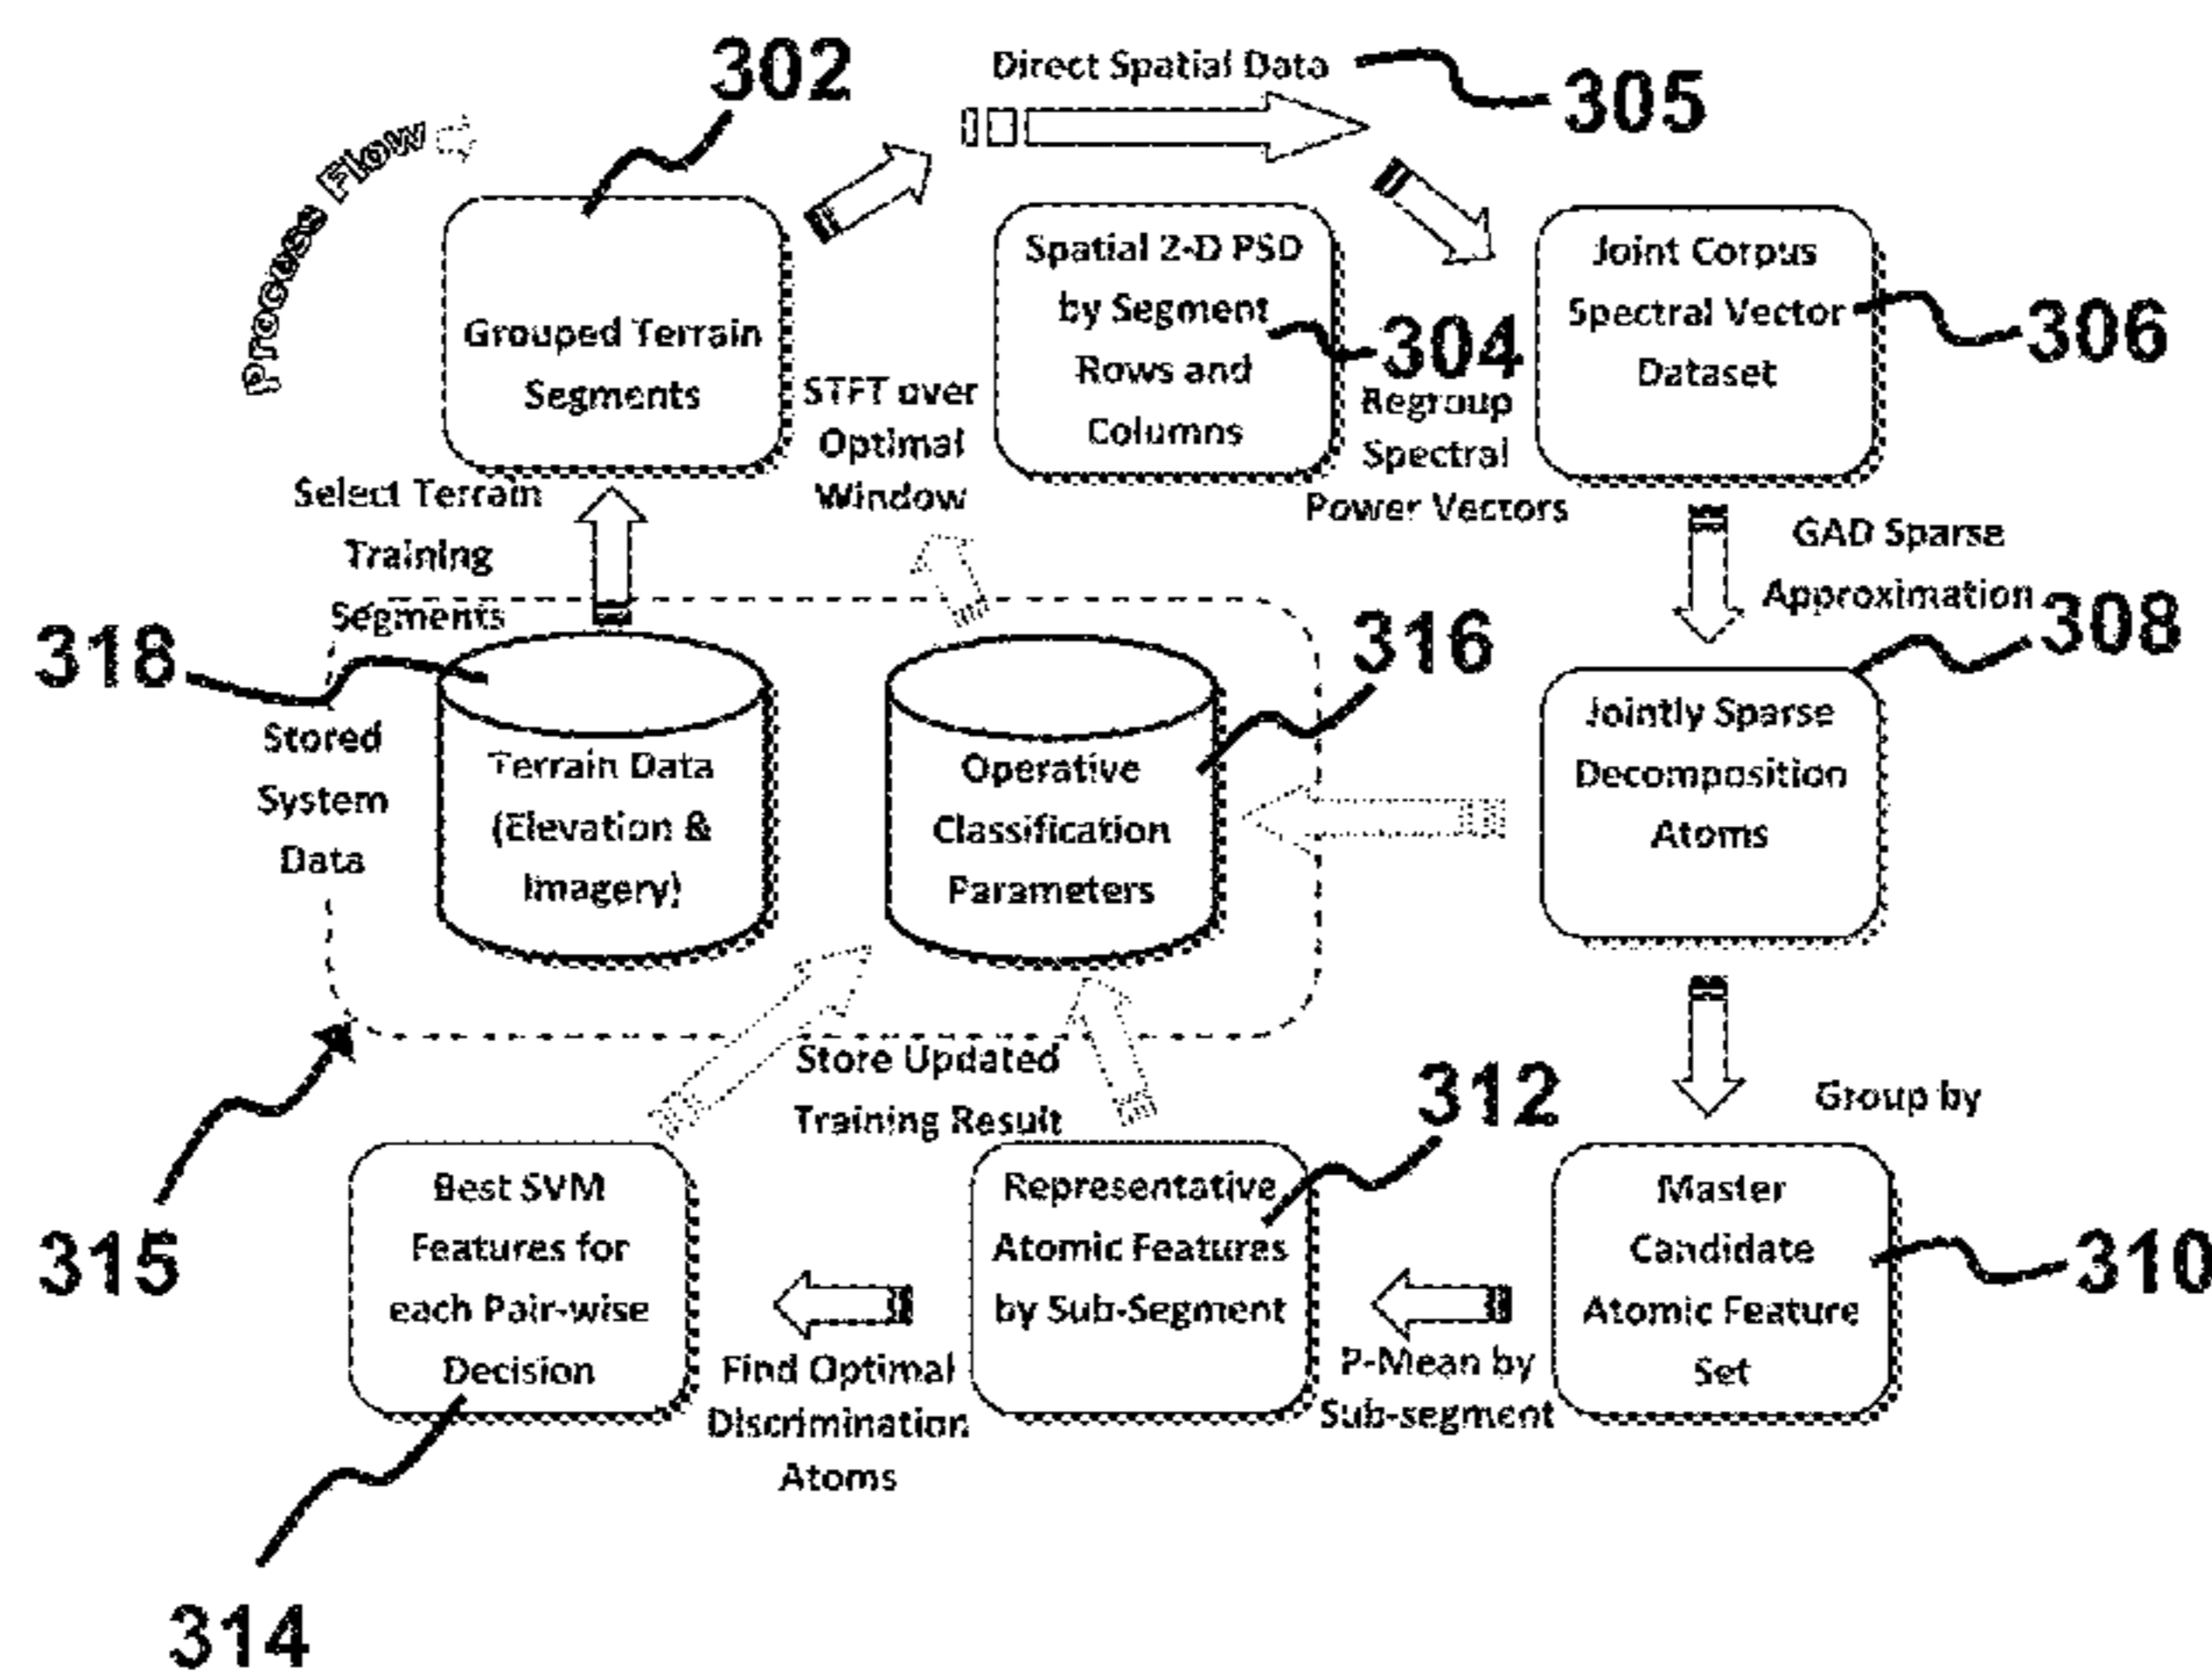 302
Direct Spatial Data
305
Process Flow
Grouped Terrain
Segments
Spatial 2-D PSD
by Segment
Rows and
Columns
304
Joint Corpus
Spectral Vector
Dataset
306
STFT over
Optimal
Window
Regroup
Spectral
Power Vectors
Select Terrain
Training
Segments
GAD Sparse
Approximation
308
318
316
Stored
System
Data
Terrain Data
(Elevation &
Imagery)
Operative
Classification
Parameters
Jointly Sparse
Decomposition
Atoms
Store Updated
Training Result
312
Group by
315
Best SVM
Features for
each Pair-wise
Decision
Representative
Atomic Features
by Sub-Segment
Master
Candidate
Atomic Feature
Set
310
Find Optimal
Discrimination
Atoms
P-Mean by
Sub-segment
314